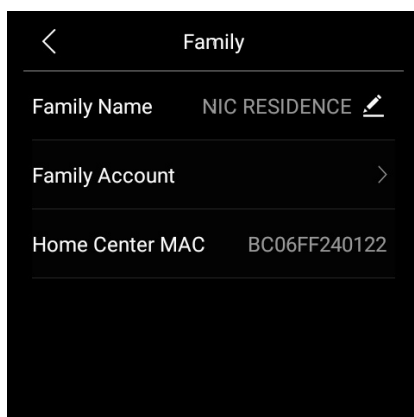 Family
Family Name NIC RESIDENCE
Family Account
Home Center MAC BC06FF240122